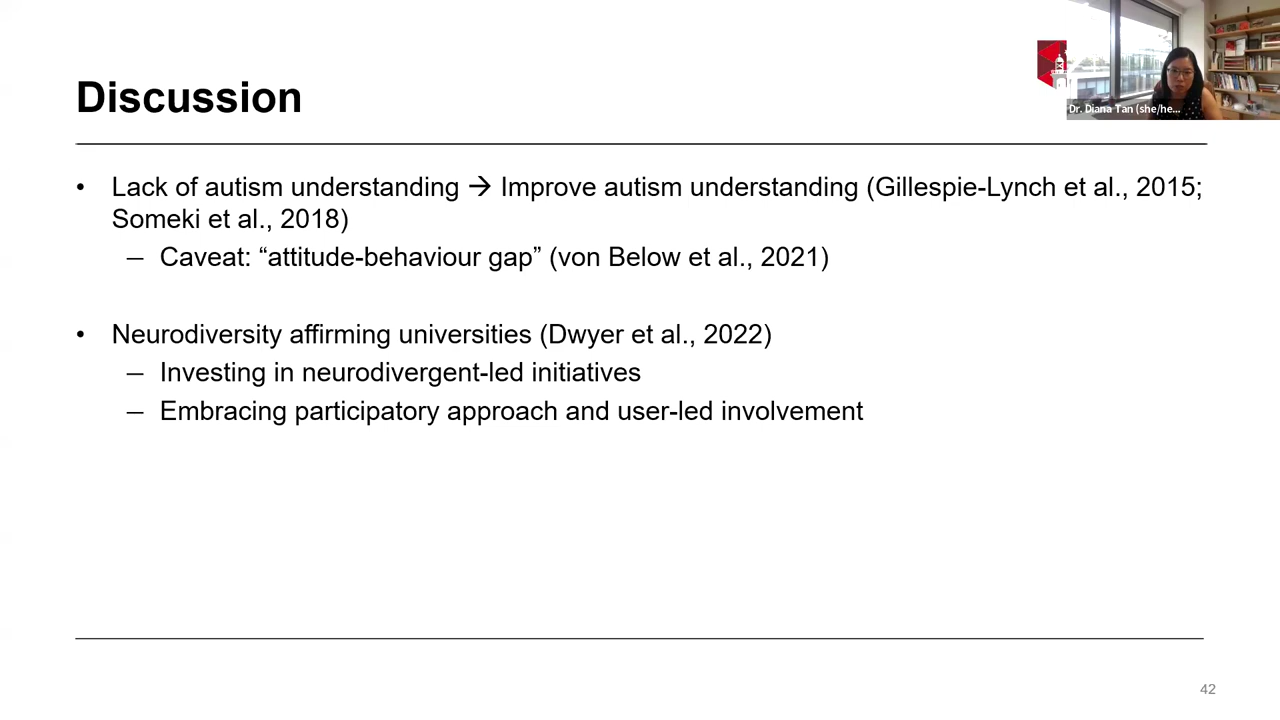 Discussion
Dr. Diana Tan (she/he...
• Lack of autism understanding → Improve autism understanding (Gillespie-Lynch et al., 2015;
Someki et al., 2018)
– Caveat: “attitude-behaviour gap” (von Below et al., 2021)
• Neurodiversity affirming universities (Dwyer et al., 2022)
– Investing in neurodivergent-led initiatives
– Embracing participatory approach and user-led involvement
42